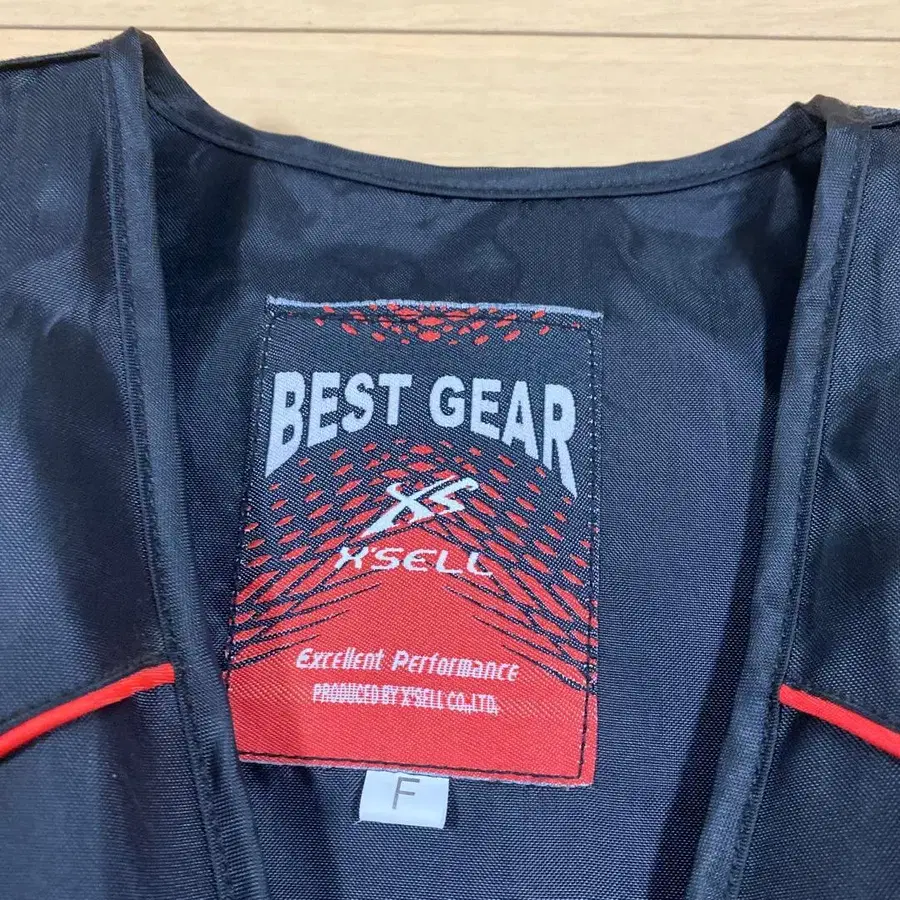 BEST GEAR
XS
X'SELL
Excellent Performance
PRODUCED BY X'SELL CO.,LTD.
F